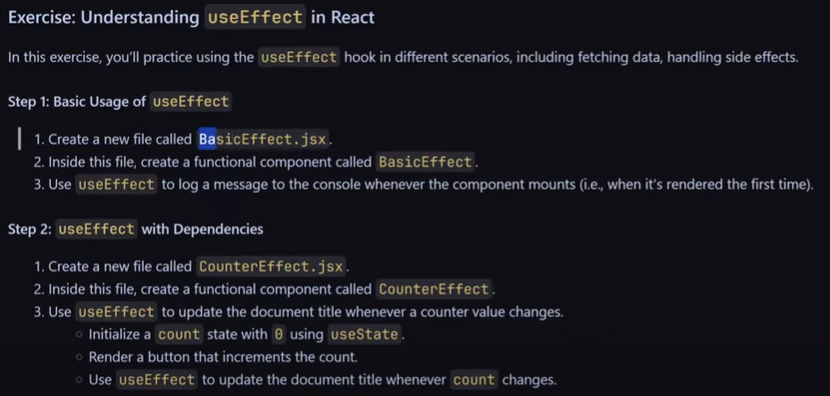 Exercise: Understanding useEffect in React
In this exercise, you'll practice using the useEffect hook in different scenarios, including fetching data, handling side effects.
Step 1: Basic Usage of useEffect
1. Create a new file called BasicEffect.jsx.
2. Inside this file, create a functional component called BasicEffect.
3. Use useEffect to log a message to the console whenever the component mounts (i.e., when it's rendered the first time).
Step 2: useEffect with Dependencies
1. Create a new file called CounterEffect.jsx.
2. Inside this file, create a functional component called CounterEffect.
3. Use useEffect to update the document title whenever a counter value changes.
○ Initialize a count state with 0 using useState.
○ Render a button that increments the count.
○ Use useEffect to update the document title whenever count changes.